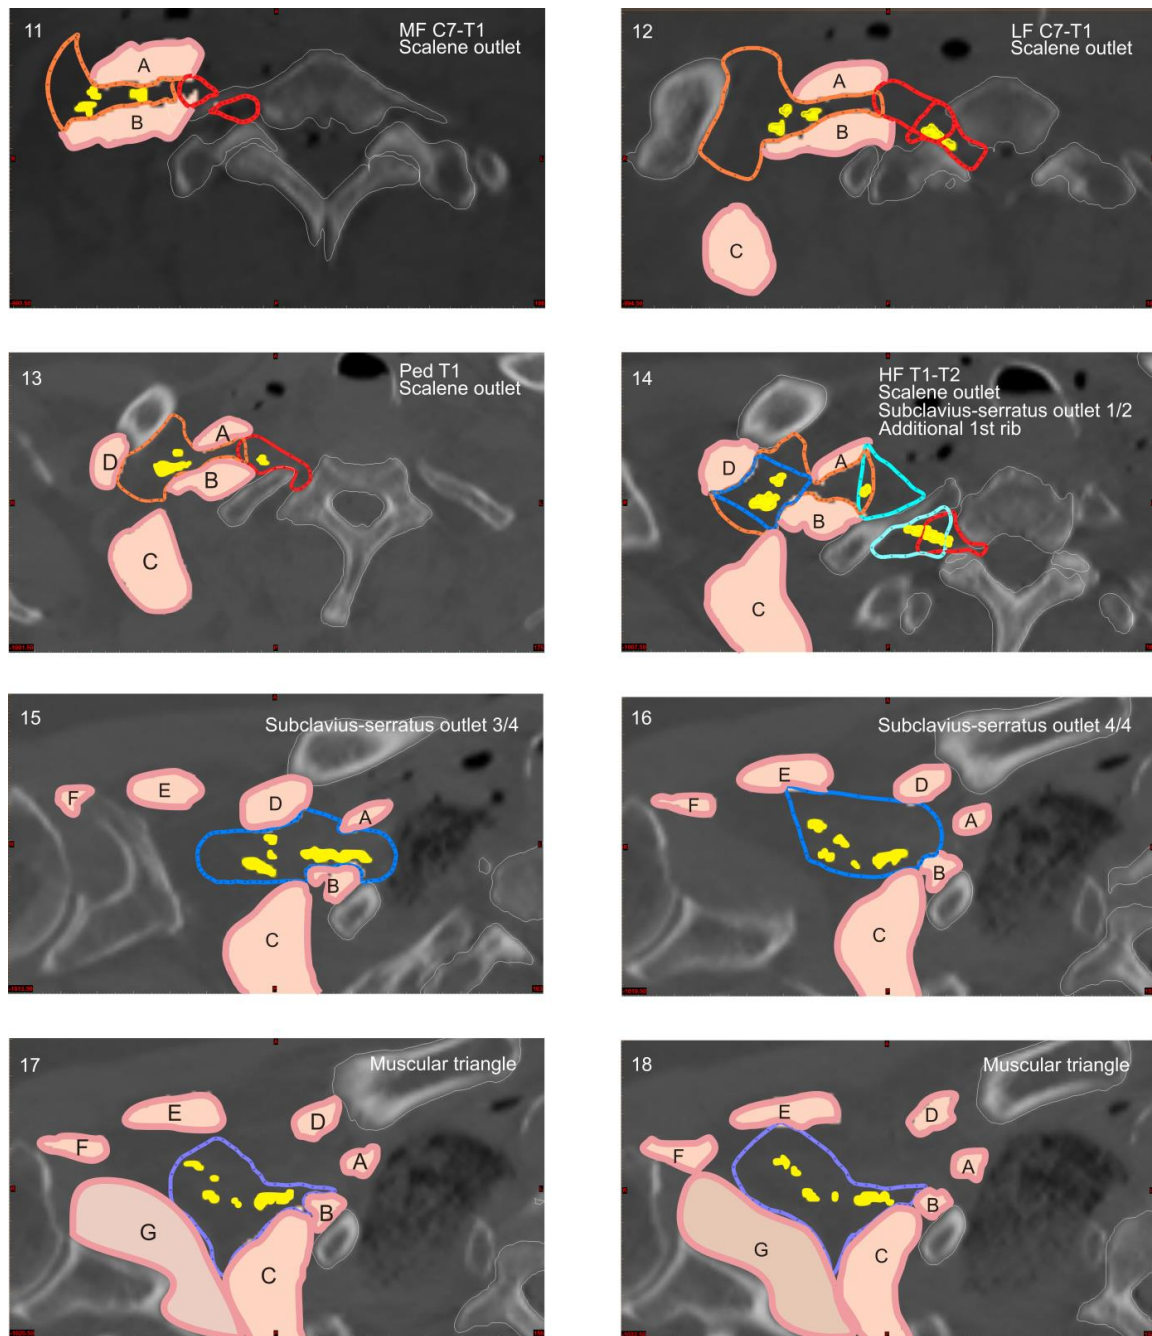 11
MF C7-T1
Scalene outlet
A
B
12
LF C7-T1
Scalene outlet
A
B
C
13
Ped T1
Scalene outlet
A
D
B
C
14
HF T1-T2
Scalene outlet
Subclavius-serratus outlet 1/2
Additional 1st rib
A
D
B
C
15
Subclavius-serratus outlet 3/4
F
E
D
A
B
C
16
Subclavius-serratus outlet 4/4
E
D
F
A
B
C
17
Muscular triangle
E
D
F
A
B
G
C
18
Muscular triangle
E
D
F
A
B
G
C